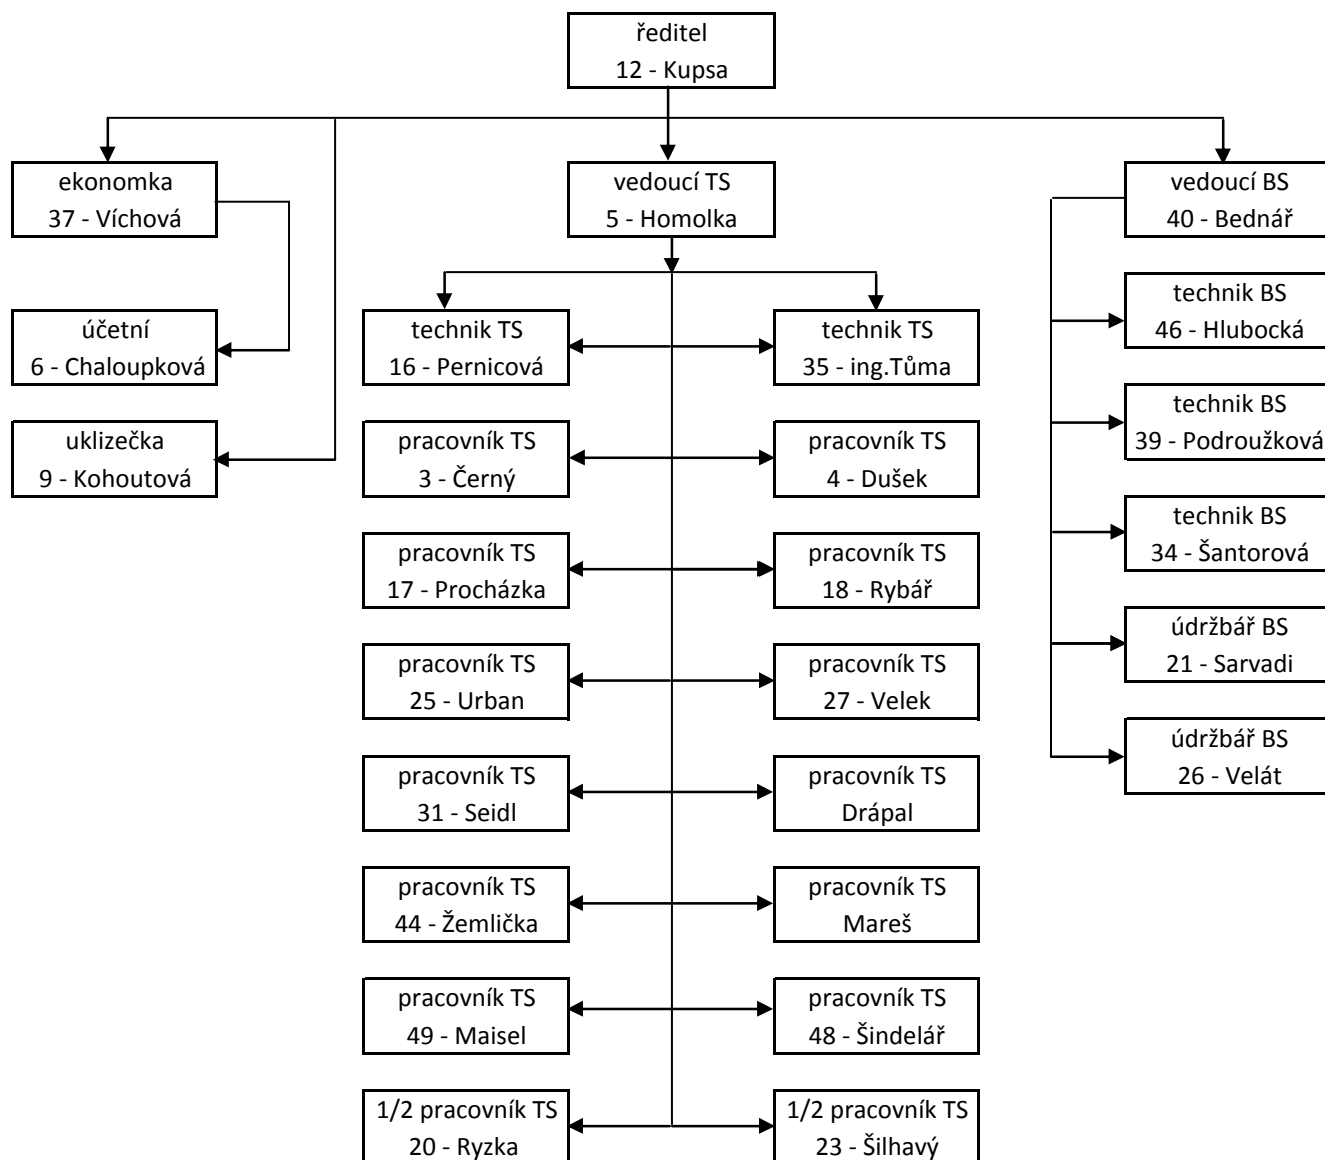 ředitel
12 - Kupsa
ekonomka
37 - Víchová
vedoucí TS
5 - Homolka
vedoucí BS
40 - Bednář
účetní
6 - Chaloupková
technik TS
16 - Pernicová
technik TS
35 - ing.Tůma
technik BS
46 - Hlubocká
uklizečka
9 - Kohoutová
pracovník TS
3 - Černý
pracovník TS
4 - Dušek
technik BS
39 - Podroužková
pracovník TS
17 - Procházka
pracovník TS
18 - Rybář
technik BS
34 - Šantorová
pracovník TS
25 - Urban
pracovník TS
27 - Velek
údržbář BS
21 - Sarvadi
pracovník TS
31 - Seidl
pracovník TS
Drápal
údržbář BS
26 - Velát
pracovník TS
44 - Žemlička
pracovník TS
Mareš
pracovník TS
49 - Maisel
pracovník TS
48 - Šindelář
1/2 pracovník TS
20 - Ryzka
1/2 pracovník TS
23 - Šilhavý